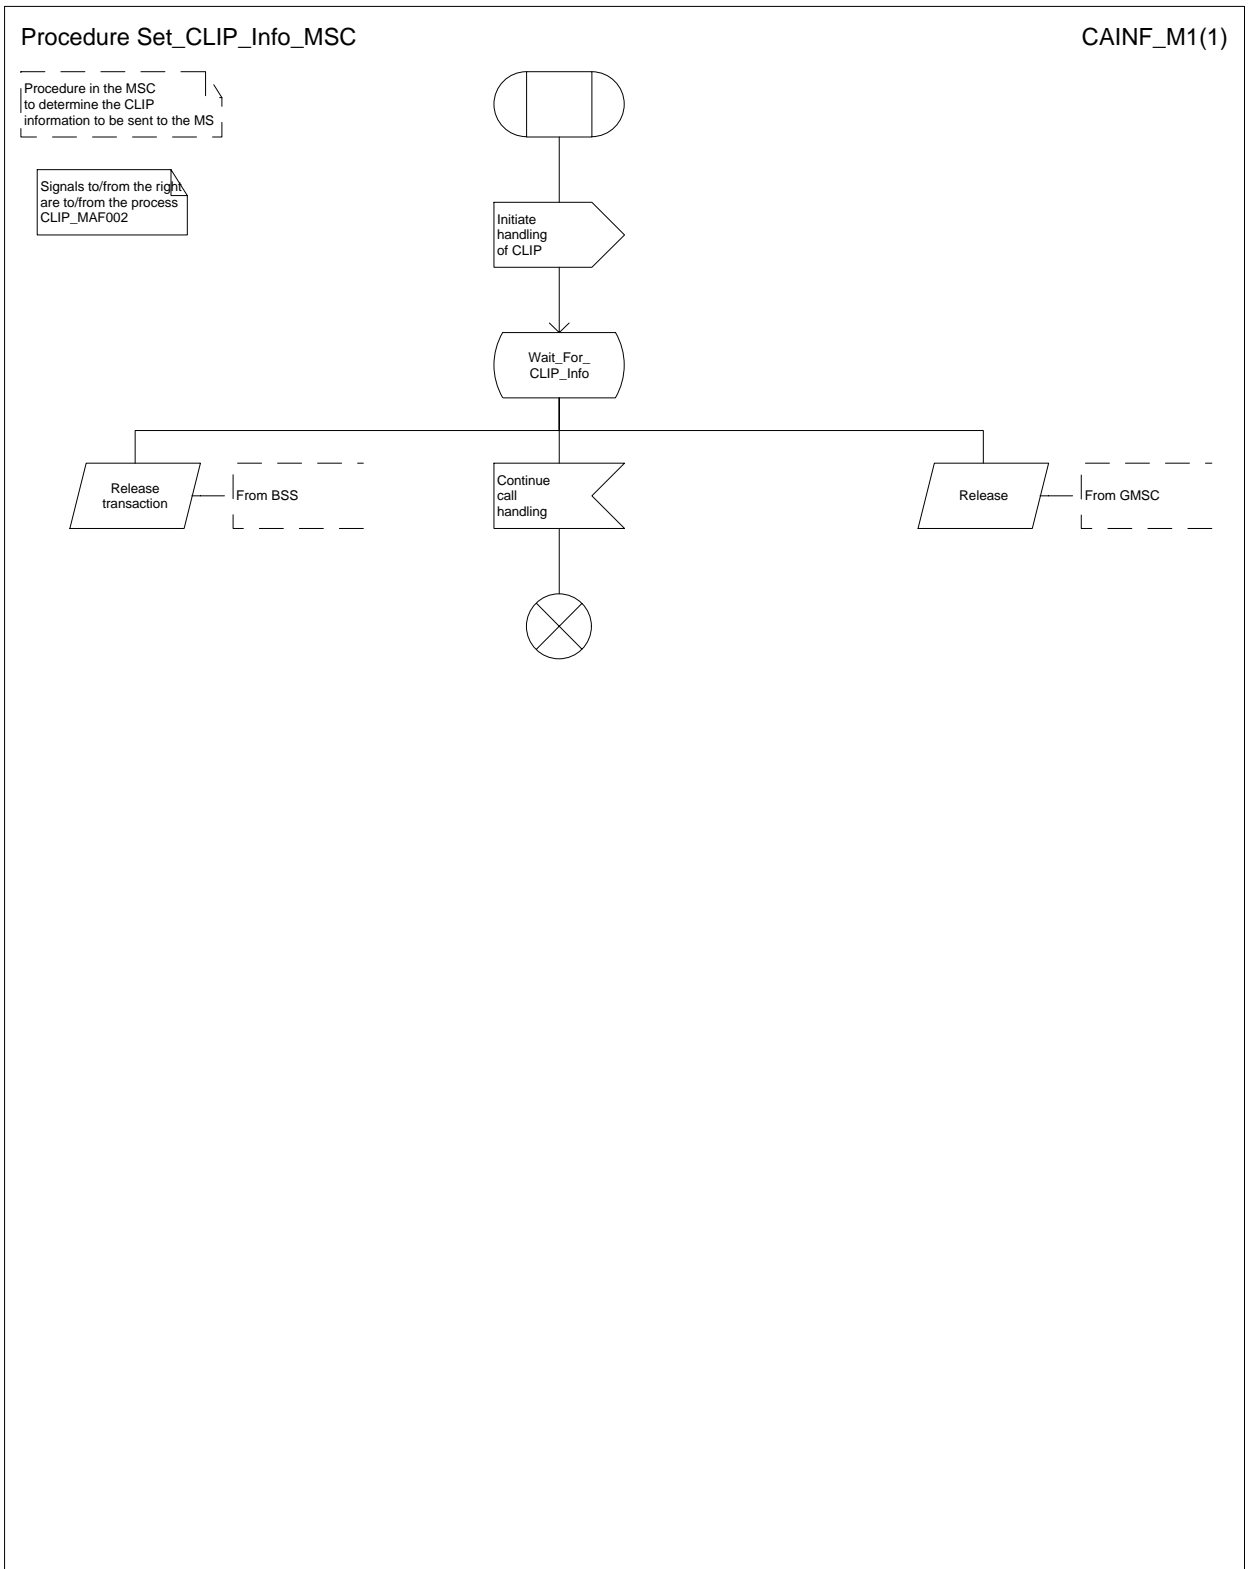 Procedure Set_CLIP_Info_MSC
CAINF_M1(1)
Procedure in the MSC
to determine the CLIP
information to be sent to the MS
Signals to/from the right
are to/from the process
CLIP_MAF002
Initiate
handling
of CLIP
Wait_For_
CLIP_Info
Release
transaction
From BSS
Continue
call
handling
Release
From GMSC